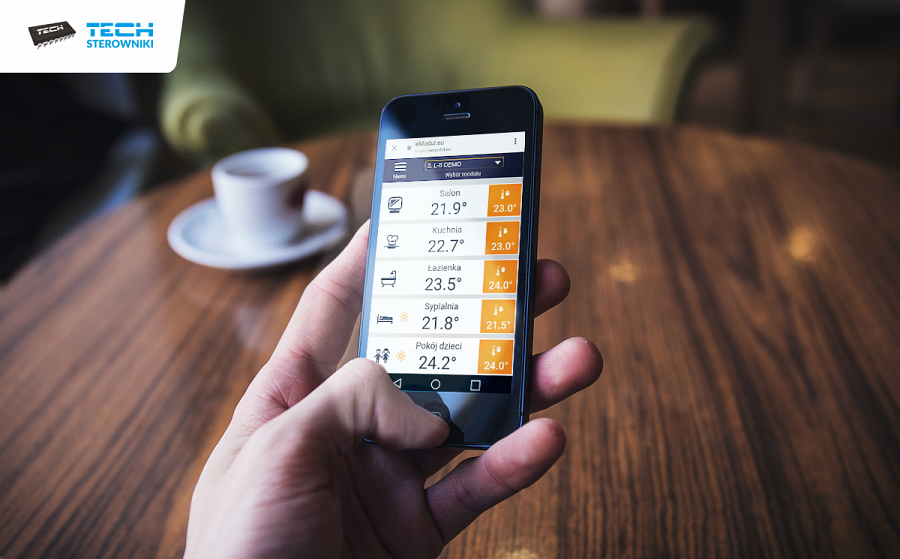 TECH
TECH
STEROWNIKI
eModul.eu
3. L-8 DEMO
Menu
Wybór modułu
Salon
21.9°
23.0°
Kuchnia
22.7°
23.0°
Łazienka
23.5°
24.0°
Sypialnia
21.8°
21.5°
Pokój dzieci
24.2°
24.0°